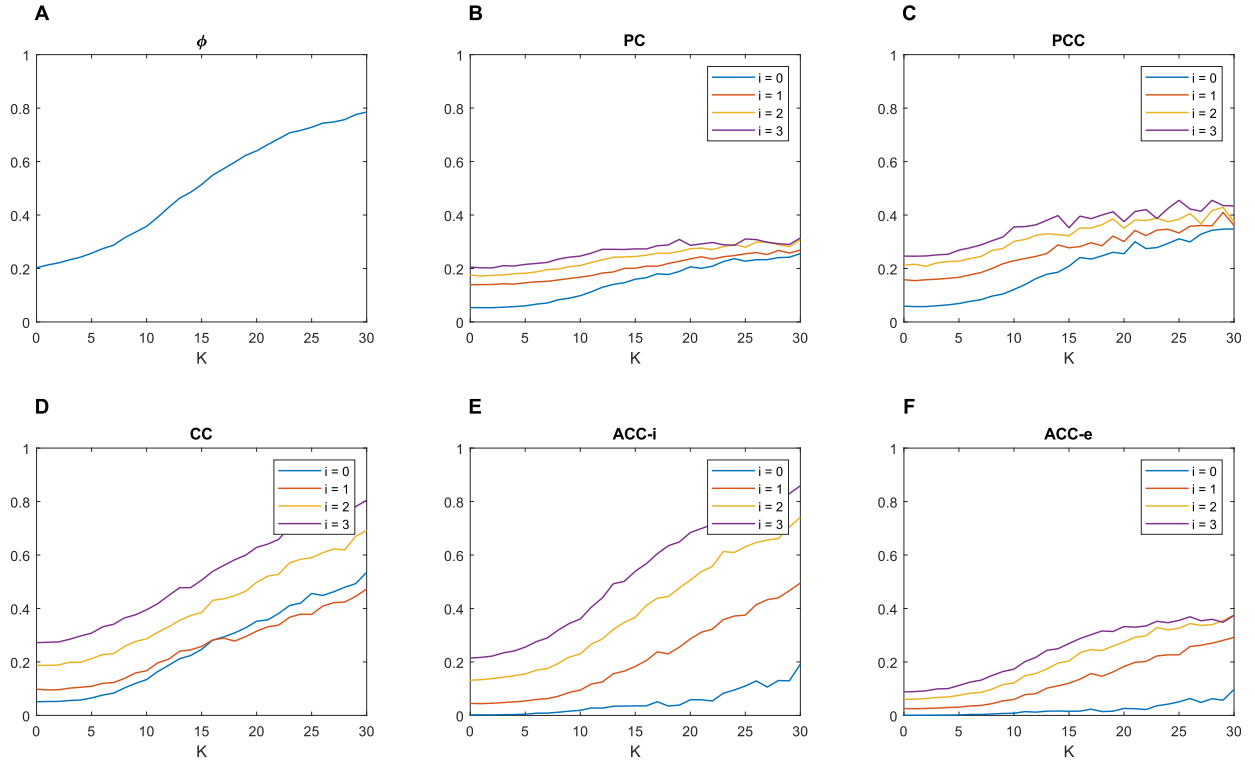 A
ϕ
1
0.8
0.6
0.4
0.2
0
0 5 10 15 20 25 30
K
B
PC
1
0.8
0.6
0.4
0.2
0
0 5 10 15 20 25 30
K
i = 0
i = 1
i = 2
i = 3
C
PCC
1
0.8
0.6
0.4
0.2
0
0 5 10 15 20 25 30
K
i = 0
i = 1
i = 2
i = 3
D
CC
1
0.8
0.6
0.4
0.2
0
0 5 10 15 20 25 30
K
i = 0
i = 1
i = 2
i = 3
E
ACC-i
1
0.8
0.6
0.4
0.2
0
0 5 10 15 20 25 30
K
i = 0
i = 1
i = 2
i = 3
F
ACC-e
1
0.8
0.6
0.4
0.2
0
0 5 10 15 20 25 30
K
i = 0
i = 1
i = 2
i = 3